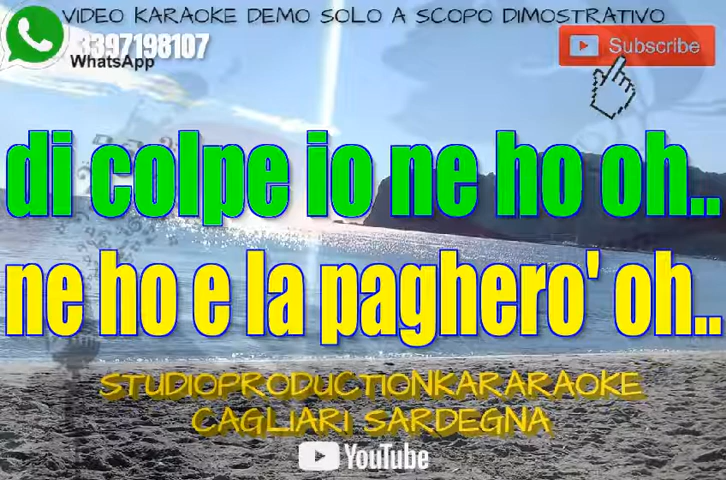 VIDEO KARAOKE DEMO SOLO A SCOPO DIMOSTRATIVO
3397198107
WhatsApp
Subscribe
di colpe io ne ho oh..
ne ho e la paghero' oh..
STUDIOPRODUCTIONKARARAOKE
CAGLIARI SARDEGNA
YouTube